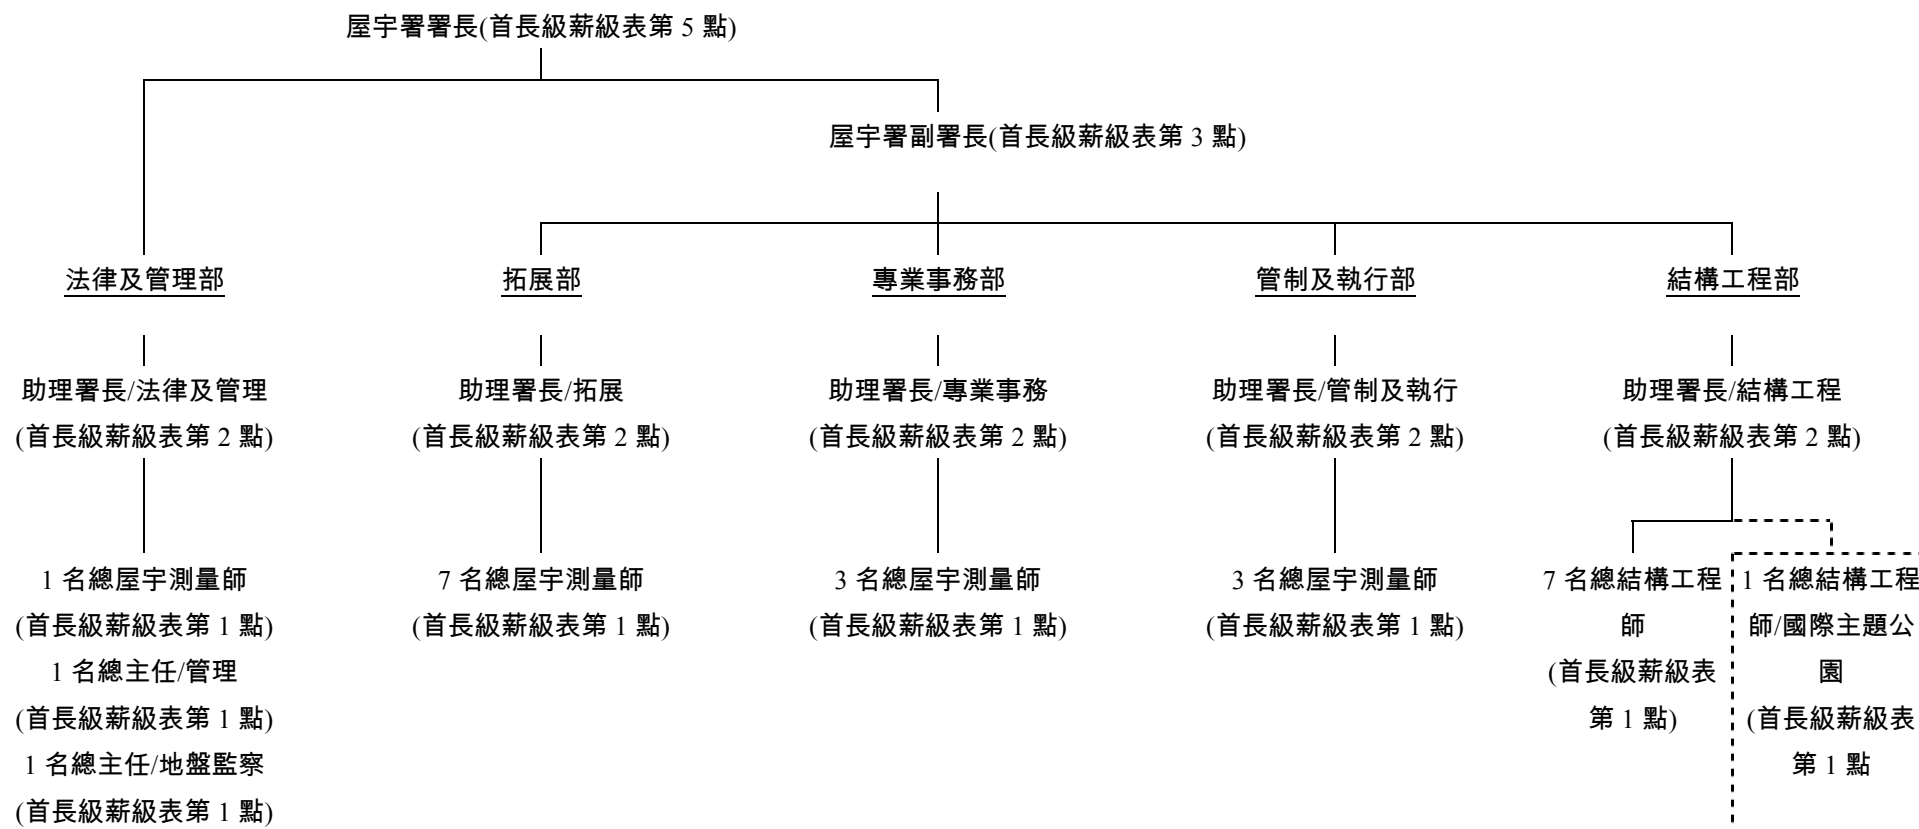 屋宇署署長(首長級薪級表第 5 點)
屋宇署副署長(首長級薪級表第 3 點)
法律及管理部
拓展部
專業事務部
管制及執行部
結構工程部
助理署長/法律及管理
(首長級薪級表第 2 點)
助理署長/拓展
(首長級薪級表第 2 點)
助理署長/專業事務
(首長級薪級表第 2 點)
助理署長/管制及執行
(首長級薪級表第 2 點)
助理署長/結構工程
(首長級薪級表第 2 點)
1 名總屋宇測量師
(首長級薪級表第 1 點)
1 名總主任/管理
(首長級薪級表第 1 點)
1 名總主任/地盤監察
(首長級薪級表第 1 點)
7 名總屋宇測量師
(首長級薪級表第 1 點)
3 名總屋宇測量師
(首長級薪級表第 1 點)
3 名總屋宇測量師
(首長級薪級表第 1 點)
7 名總結構工程
師
(首長級薪級表
第 1 點)
1 名總結構工程
師/國際主題公
園
(首長級薪級表
第 1 點